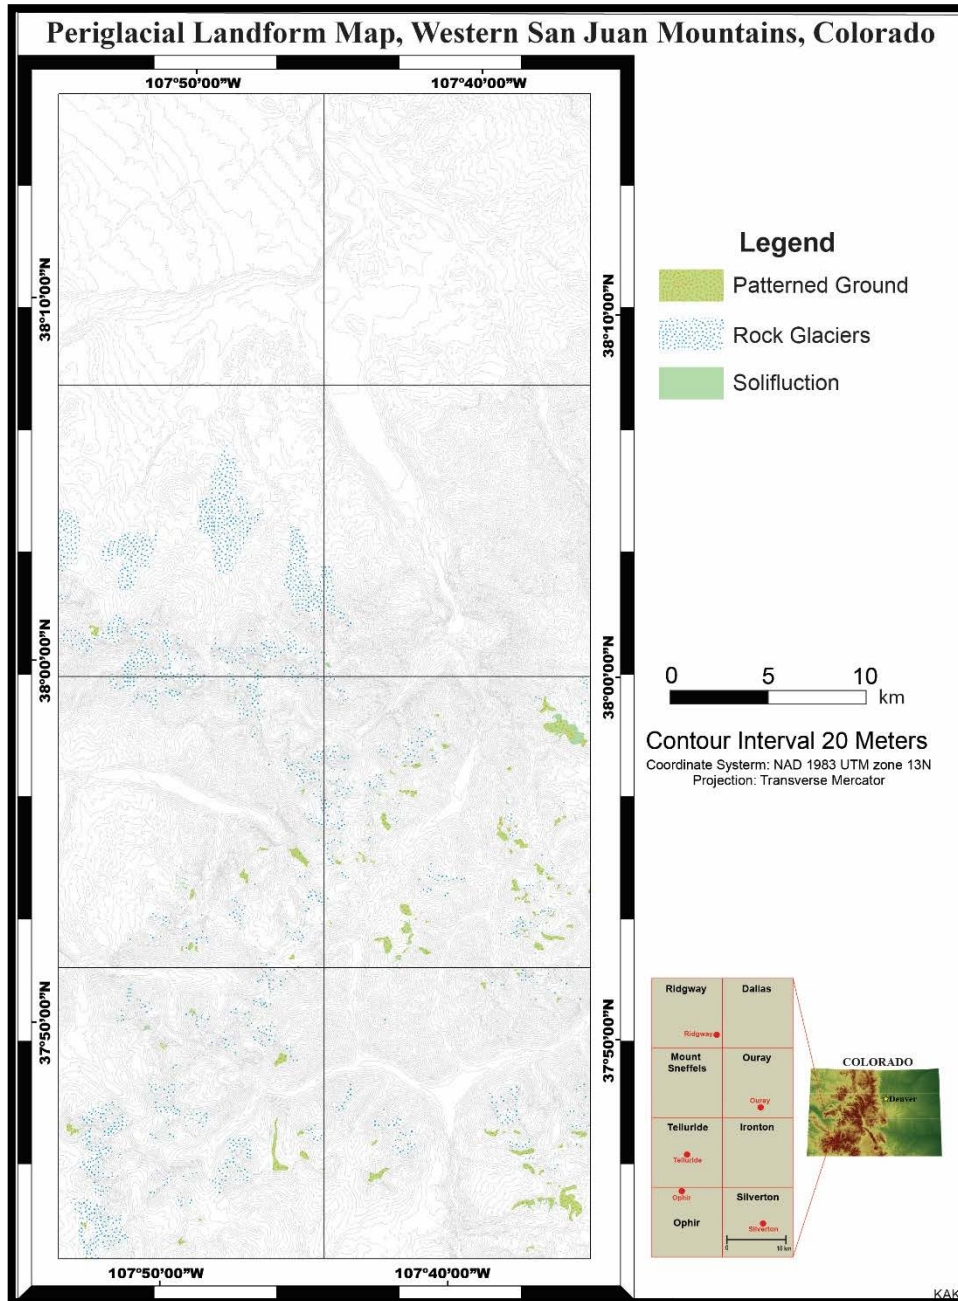 Periglacial Landform Map, Western San Juan Mountains, Colorado
107°50'00"W
107°40'00"W
38°10'00"N
38°10'00"N
38°00'00"N
38°00'00"N
37°50'00"N
37°50'00"N
107°50'00"W
107°40'00"W
Legend
Patterned Ground
Rock Glaciers
Solifluction
0 5 10
km
Contour Interval 20 Meters
Coordinate Systerm: NAD 1983 UTM zone 13N
Projection: Transverse Mercator
Ridgway
Dallas
Ridgway
Mount
Sneffels
Ouray
Ouray
Telluride
Ironton
Telluride
Ophir
Silverton
Ophir
Silverton
0 10 km
COLORADO
Denver
KAK